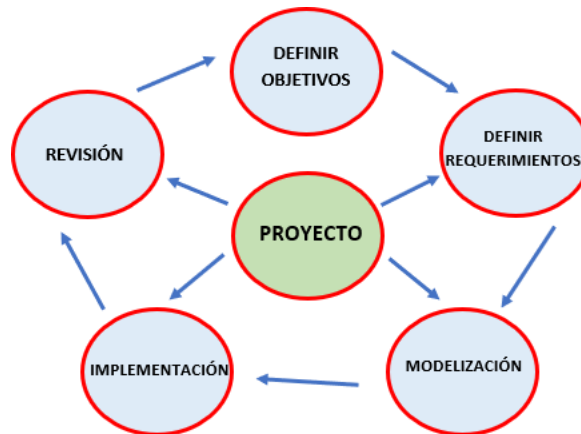 DEFINIR
OBJETIVOS
DEFINIR
REQUERIMIENTOS
REVISIÓN
PROYECTO
IMPLEMENTACIÓN
MODELIZACIÓN